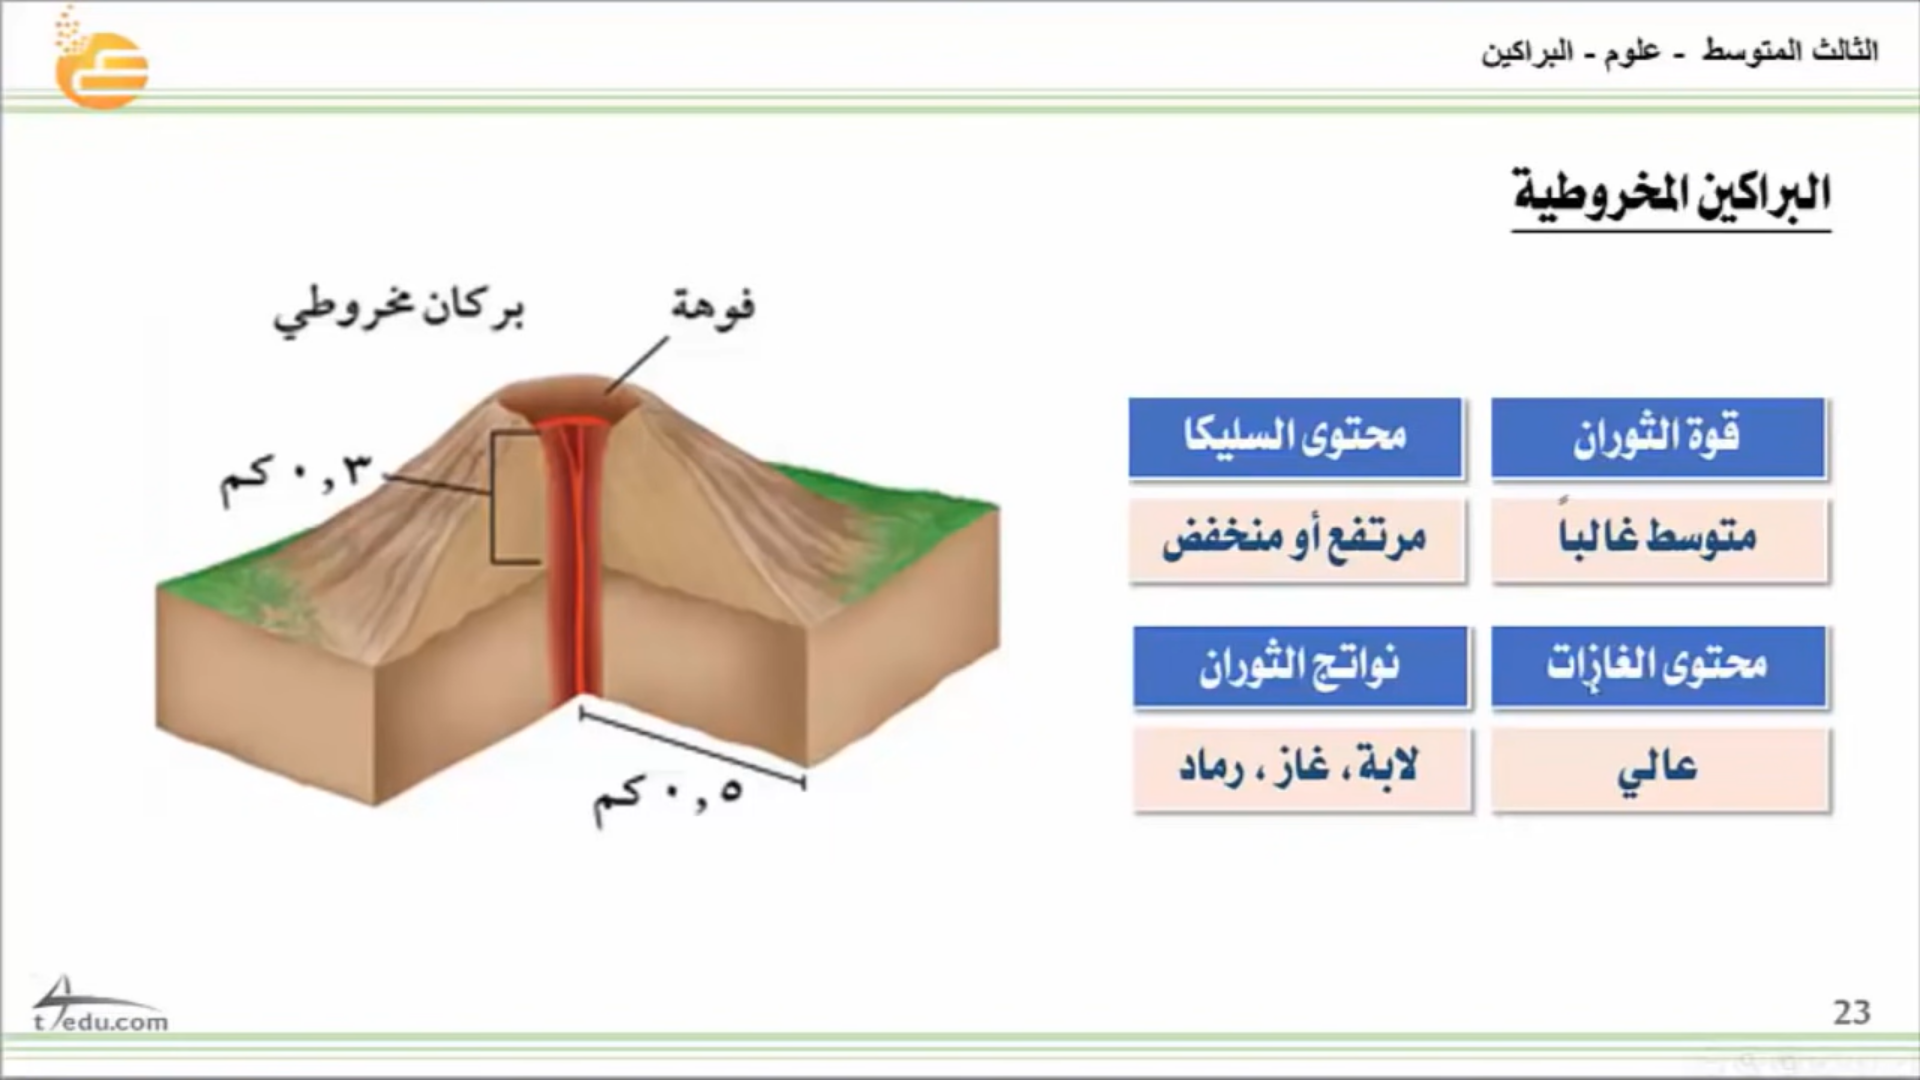 الثالث المتوسط - علوم - البراكين
البراكين المخروطية
فوهة
بركان مخروطي
٠,٣ كم
٠,٥ كم
قوة الثوران
محتوى السليكا
متوسط غالباً
مرتفع أو منخفض
محتوى الغازات
نواتج الثوران
عالي
لابة، غاز، رماد
t4edu.com
23